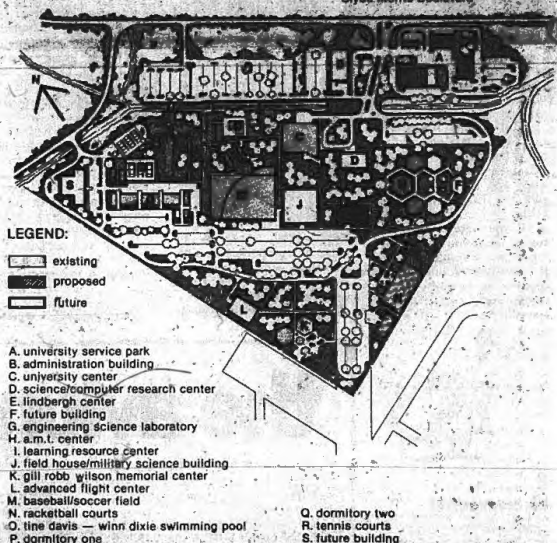 N
A
D
J
L
LEGEND:
existing
proposed
future
A. university service park
B. administration building
C. university center
D. science/computer research center
E. lindbergh center
F. future building
G. engineering science laboratory
H. a.m.t. center
I. learning resource center
J. field house/military science building
K. gill robb wilson memorial center
L. advanced flight center
M. baseball/soccer field
N. racketball courts
O. tine davis — winn dixie swimming pool
P. dormitory one
Q. dormitory two
R. tennis courts
S. future building